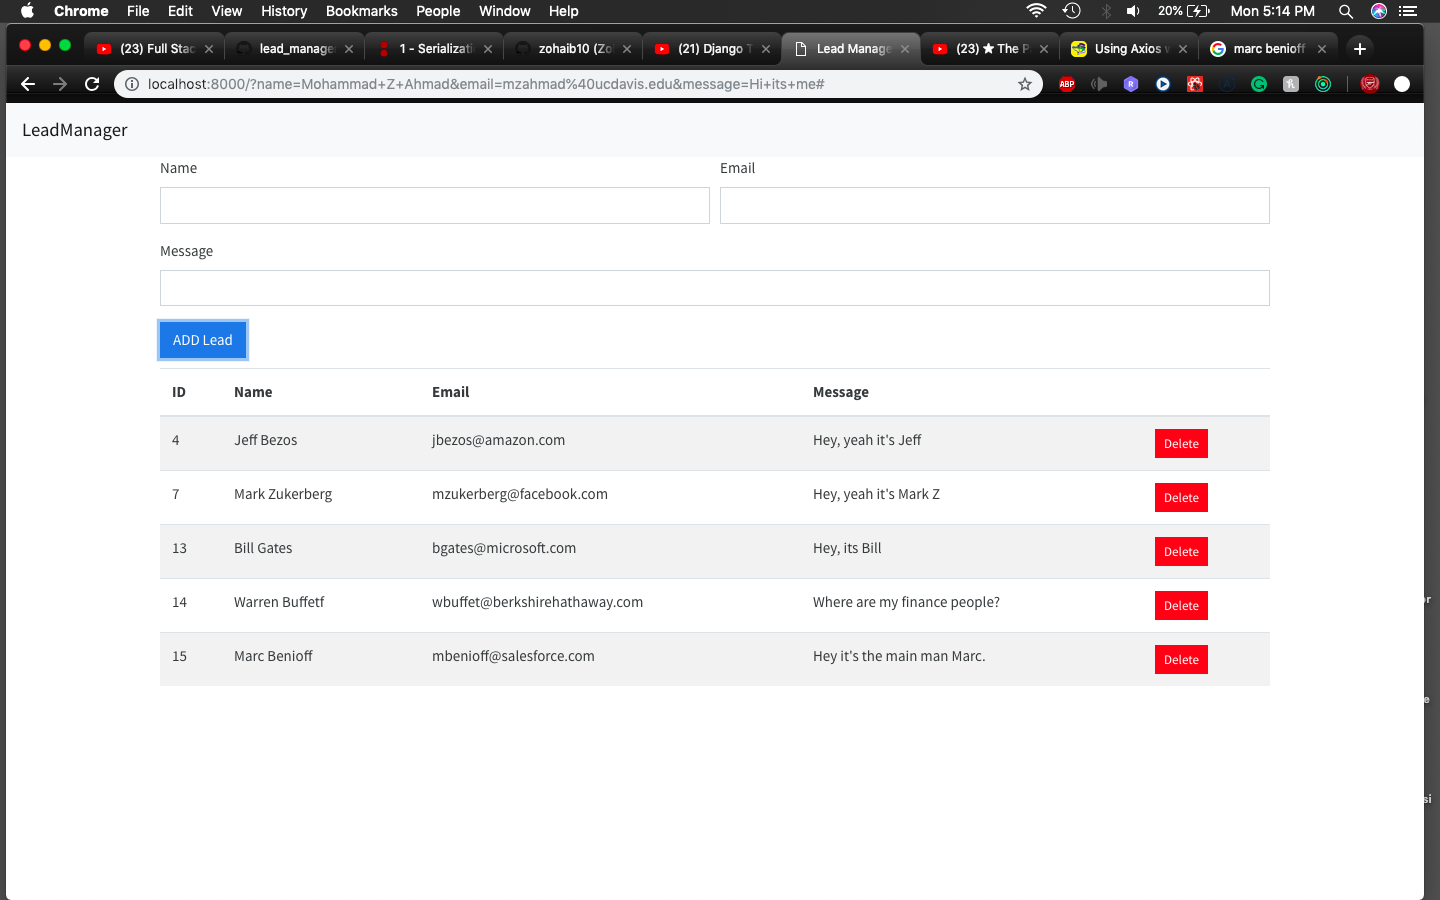 Chrome File Edit View History Bookmarks People Window Help 20% Mon 5:14 PM
(23) Full Stac lead_manage 1 - Serializati zohaib10 (Zo (21) Django T Lead Manage (23) ★ The P Using Axios w marc benioff
localhost:8000/?name=Mohammad+Z+Ahmad&email=mzahmad%40ucdavis.edu&message=Hi+its+me# ABP R
LeadManager
Name Email
Message
ADD Lead
ID Name Email Message
4 Jeff Bezos jbezos@amazon.com Hey, yeah it's Jeff Delete
7 Mark Zukerberg mzukerberg@facebook.com Hey, yeah it's Mark Z Delete
13 Bill Gates bgates@microsoft.com Hey, its Bill Delete
14 Warren Buffetf wbuffet@berkshirehathaway.com Where are my finance people? Delete
15 Marc Benioff mbenioff@salesforce.com Hey it's the main man Marc. Delete